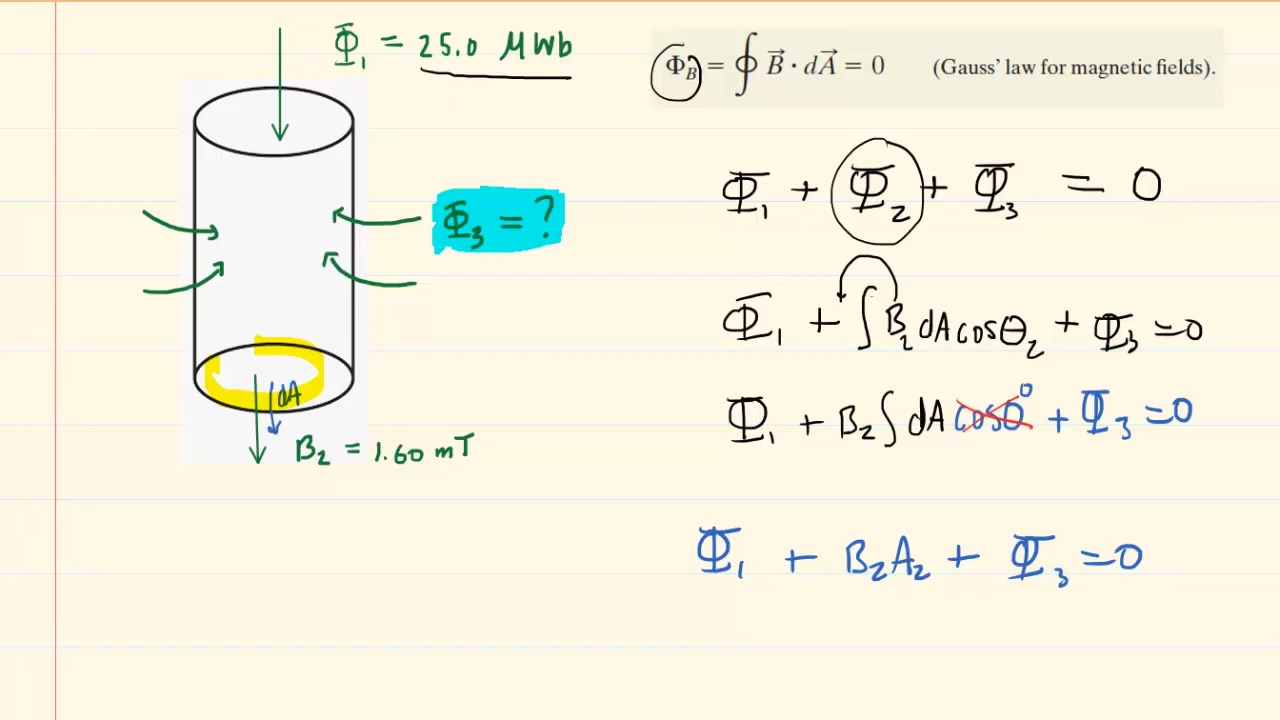 Φ₁ = 25.0 μWb
Φ_B = ∮ B⃗ · dA⃗ = 0 (Gauss’ law for magnetic fields).
Φ₁ + Φ₂ + Φ₃ = 0
Φ₃ = ?
Φ₁ + ∫ B₂ dA cosθ₂ + Φ₃ = 0
Φ₁ + B₂ ∫ dA cos0° + Φ₃ = 0
dA
B₂ = 1.60 mT
Φ₁ + B₂A₂ + Φ₃ = 0